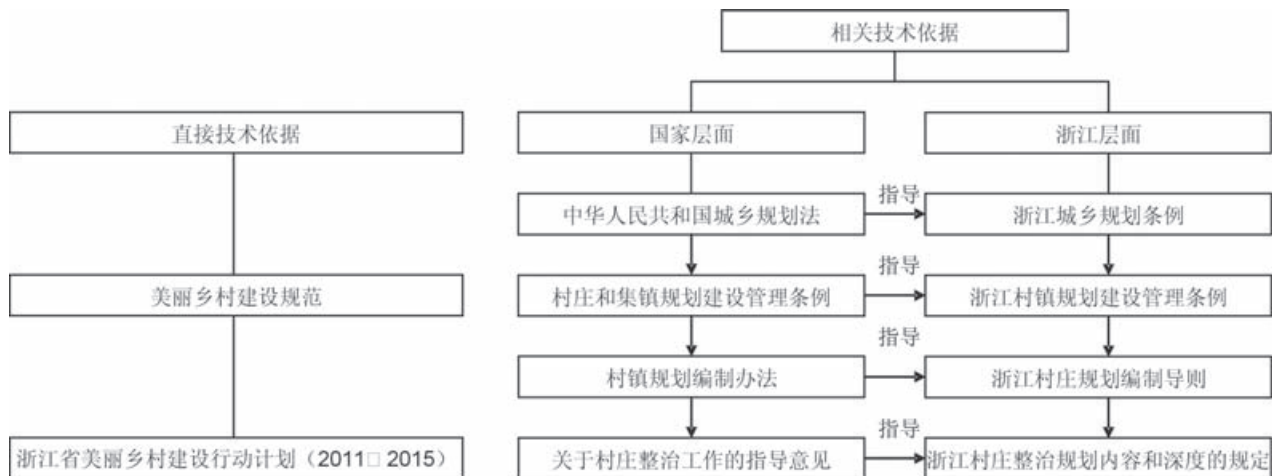 相关技术依据
直接技术依据
国家层面
浙江层面
中华人民共和国城乡规划法
指导
浙江城乡规划条例
美丽乡村建设规范
村庄和集镇规划建设管理条例
指导
浙江村镇规划建设管理条例
村镇规划编制办法
指导
浙江村庄规划编制导则
浙江省美丽乡村建设行动计划（2011□2015）
关于村庄整治工作的指导意见
指导
浙江村庄整治规划内容和深度的规定